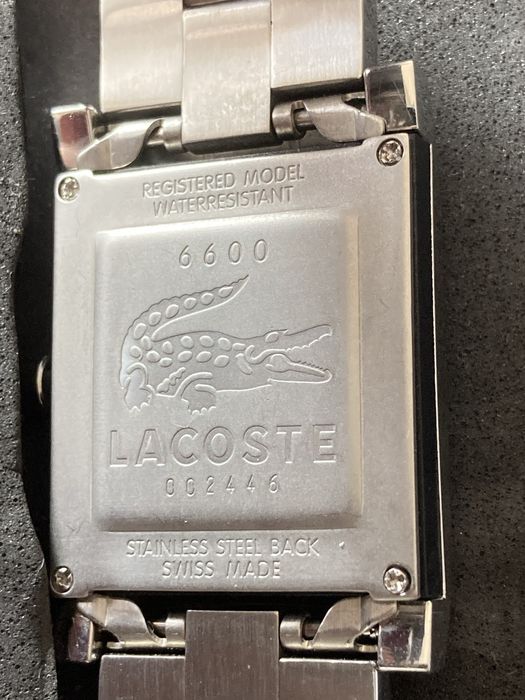 REGISTERED MODEL
WATERRESISTANT
6600
LACOSTE
002446
STAINLESS STEEL BACK
SWISS MADE